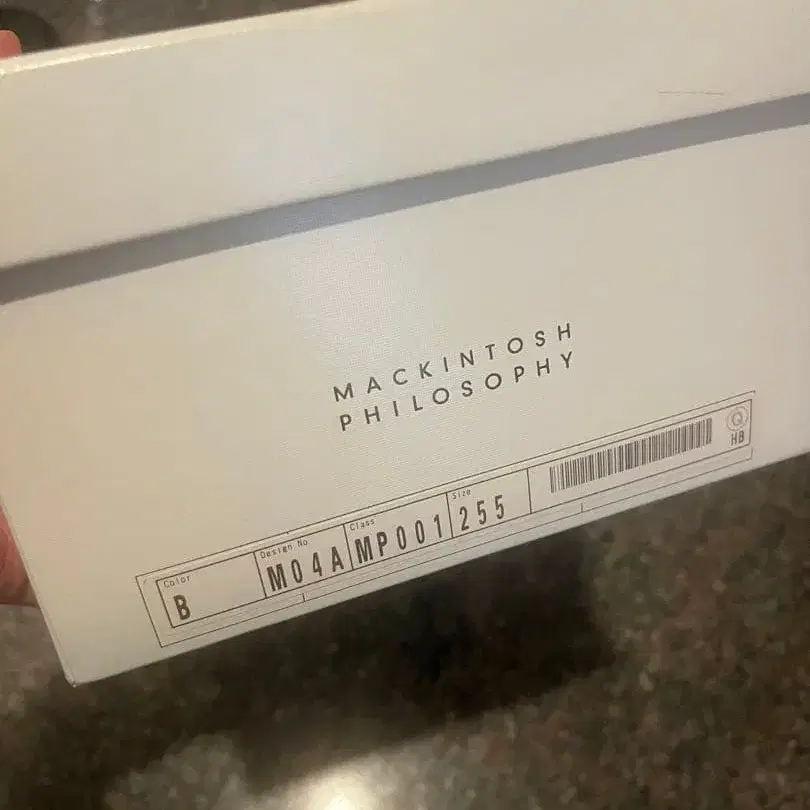 MACKINTOSH
PHILOSOPHY
Color Design No. Class Size
B M04A MP001 255
Q
HB